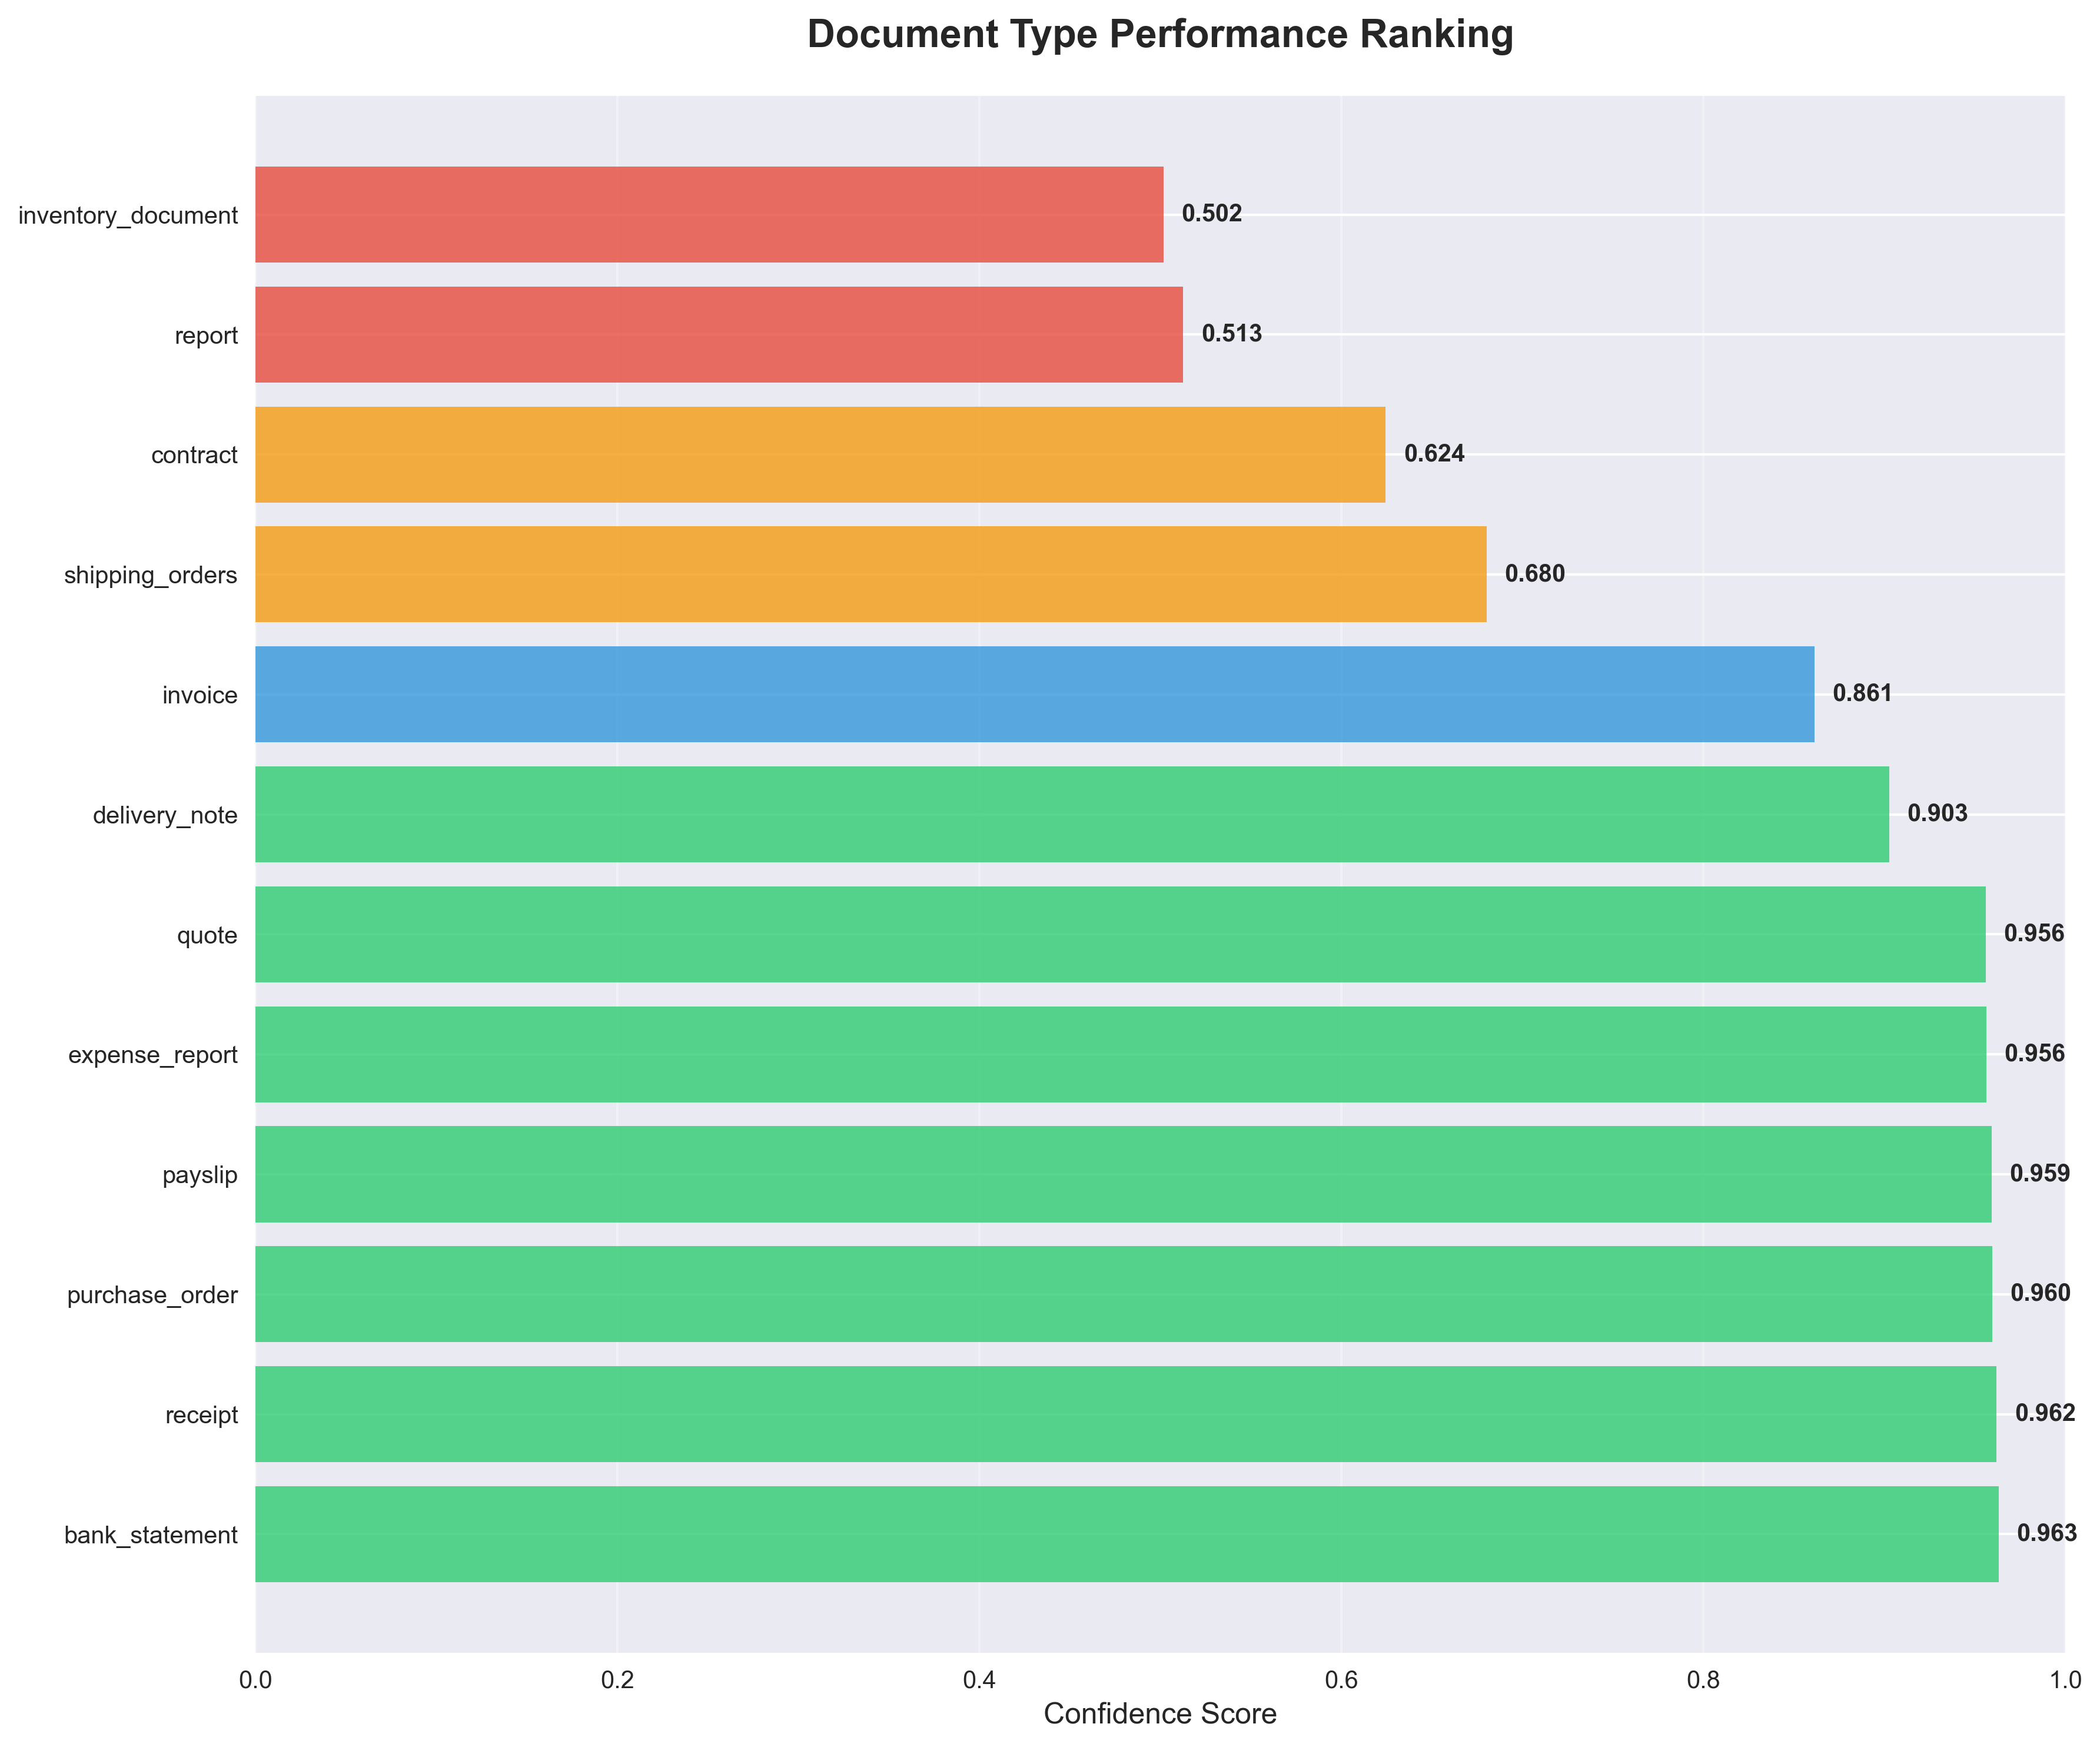 Document Type Performance Ranking
inventory_document 0.502
report 0.513
contract 0.624
shipping_orders 0.680
invoice 0.861
delivery_note 0.903
quote 0.956
expense_report 0.956
payslip 0.959
purchase_order 0.960
receipt 0.962
bank_statement 0.963
0.0 0.2 0.4 0.6 0.8 1.0
Confidence Score